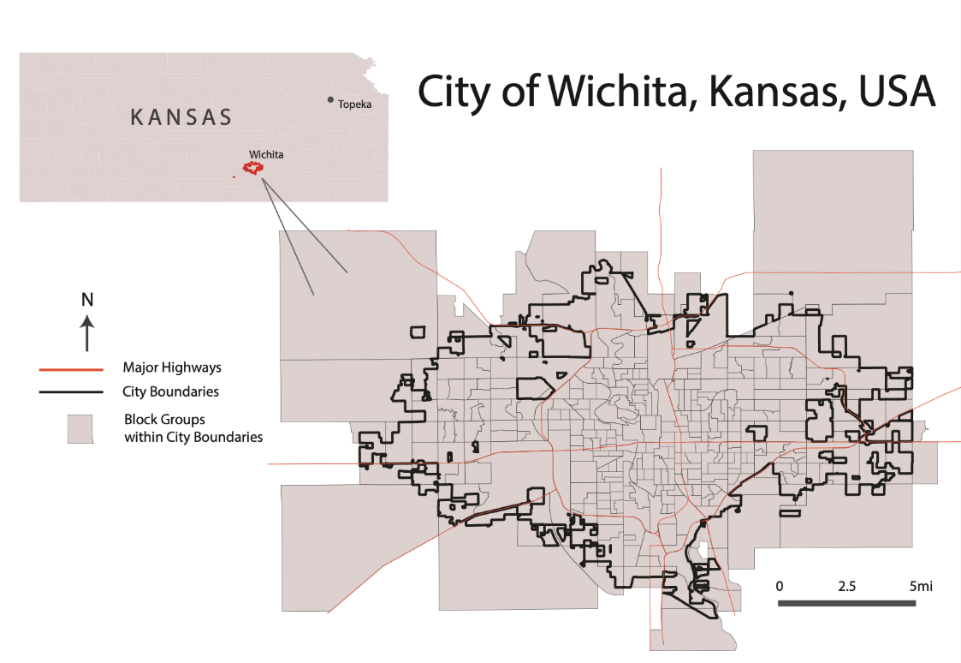 City of Wichita, Kansas, USA
KANSAS
Topeka
Wichita
N
Major Highways
City Boundaries
Block Groups
within City Boundaries
0 2.5 5mi